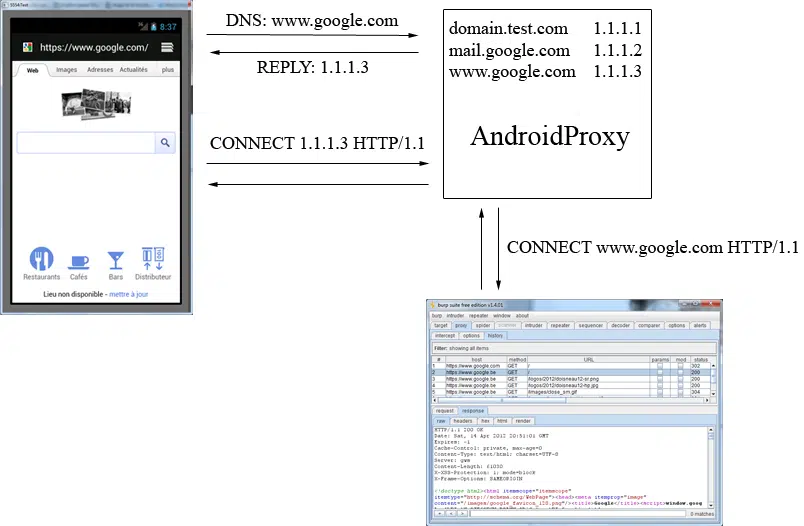 5554:Test
8:37
https://www.google.com/
Web Images Adresses Actualités plus
Restaurants Cafés Bars Distributeur
Lieu non disponible - mettre à jour
DNS: www.google.com
REPLY: 1.1.1.3
CONNECT 1.1.1.3 HTTP/1.1
domain.test.com 1.1.1.1
mail.google.com 1.1.1.2
www.google.com 1.1.1.3
AndroidProxy
CONNECT www.google.com HTTP/1.1
burp suite free edition v1.4.01
burp intruder repeater window about
target proxy spider scanner intruder repeater sequencer decoder comparer options alerts
intercept options history
Filter: showing all items
# host method URL params mod status
1 https://www.google.com GET / 302
2 https://www.google.be GET / 200
3 https://www.google.be GET /logos/2012/doisneau12-sr.png 200
4 https://www.google.be GET /logos/2012/doisneau12-hp.jpg 200
5 https://www.google.be GET /images/close_sm.gif 304
request response
raw headers hex html render
HTTP/1.1 200 OK
Date: Sat, 14 Apr 2012 20:51:01 GMT
Expires: -1
Cache-Control: private, max-age=0
Content-Type: text/html; charset=UTF-8
Server: gws
Content-Length: 61030
X-XSS-Protection: 1; mode=block
X-Frame-Options: SAMEORIGIN
<!doctype html><html itemscope="itemscope"
itemtype="http://schema.org/WebPage"><head><meta itemprop="image"
content="/images/google_favicon_128.png"/><title>Google</title><script>window.goog
0 matches